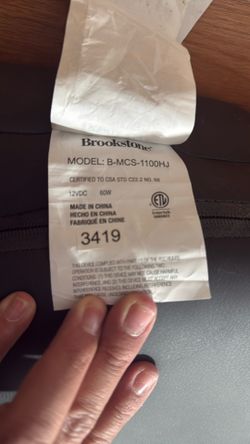 Brookstone
MODEL: B-MCS-1100HJ
CERTIFIED TO CSA STD C22.2 NO. 68
12VDC 60W
MADE IN CHINA
HECHO EN CHINA
FABRIQUÉ EN CHINE
ETL
3419
THIS DEVICE COMPLIES WITH PART 15 OF THE FCC RULES
OPERATION IS SUBJECT TO THE FOLLOWING TWO
CONDITIONS: (1) THIS DEVICE MAY NOT CAUSE HARMFUL
INTERFERENCE, AND (2) THIS DEVICE MUST
ACCEPT ANY INTERFERENCE